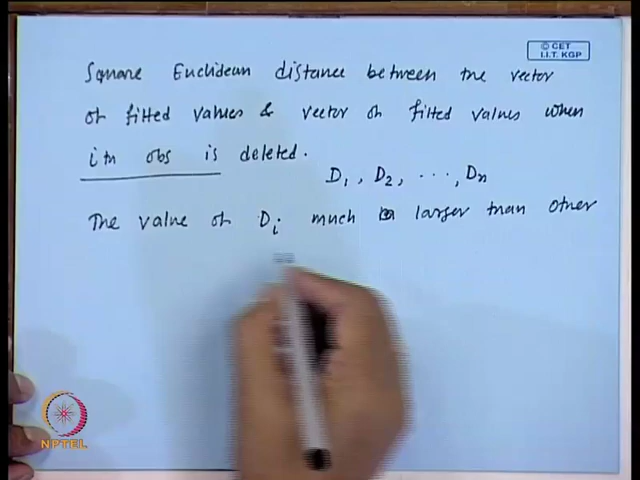 © CET
I.I.T. KGP
Square Euclidean distance between the vector
of fitted values & vector of fitted values when
ith obs is deleted.
D1, D2, ..., Dn
The value of Di much larger than other
NPTEL